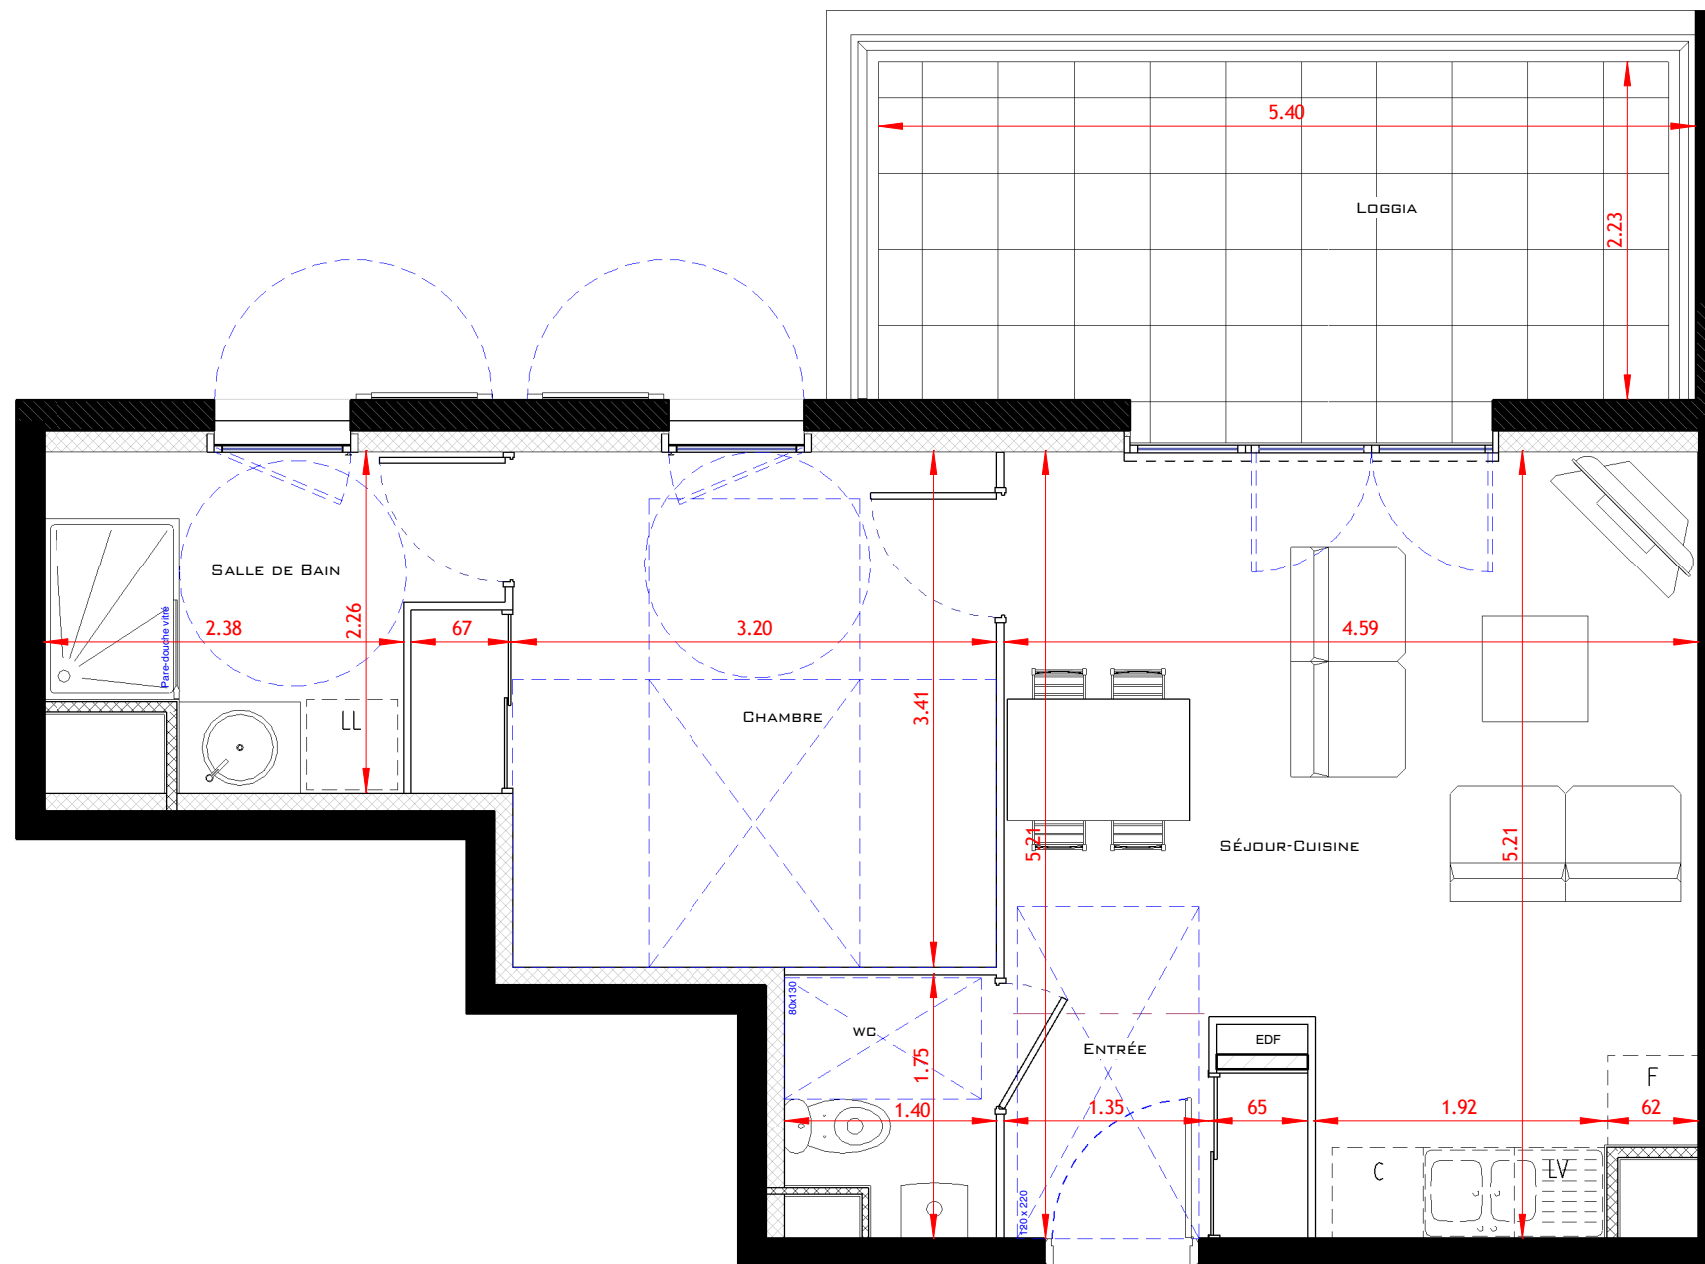 5.40
LOGGIA
2.23
SALLE DE BAIN
Pare-douche vitré
2.38
2.26
67
3.20
4.59
LL
CHAMBRE
3.41
5.21
SÉJOUR-CUISINE
5.21
80x130
WC
1.75
ENTRÉE
EDF
F
1.40
1.35
65
1.92
62
C
LV
120 x 220